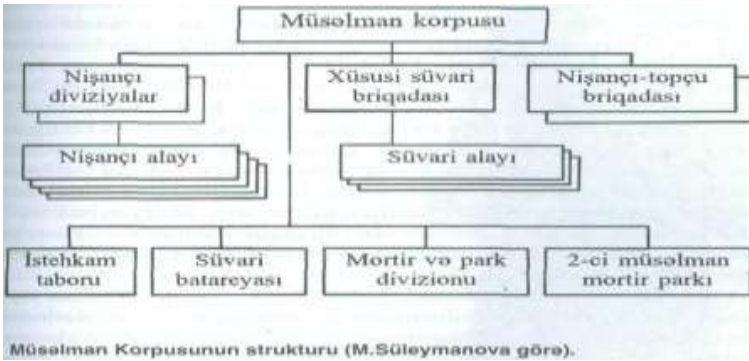 Müsəlman korpusu
Nişançı
diviziyalar
Xüsusi süvari
briqadası
Nişançı-topçu
briqadası
Nişançı alayı
Süvari alayı
İstehkam
taboru
Süvari
batareyası
Mortir və park
divizionu
2-ci müsəlman
mortir parkı
Müsəlman Korpusunun strukturu (M.Süleymanova görə).